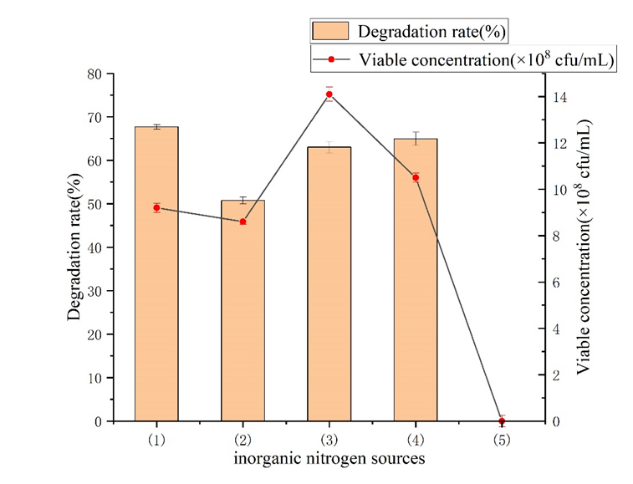 Degradation rate(%)
Viable concentration(×10⁸ cfu/mL)
80
70
60
50
40
30
20
10
0
Degradation rate(%)
14
12
10
8
6
4
2
0
Viable concentration(×10⁸ cfu/mL)
(1) (2) (3) (4) (5)
inorganic nitrogen sources